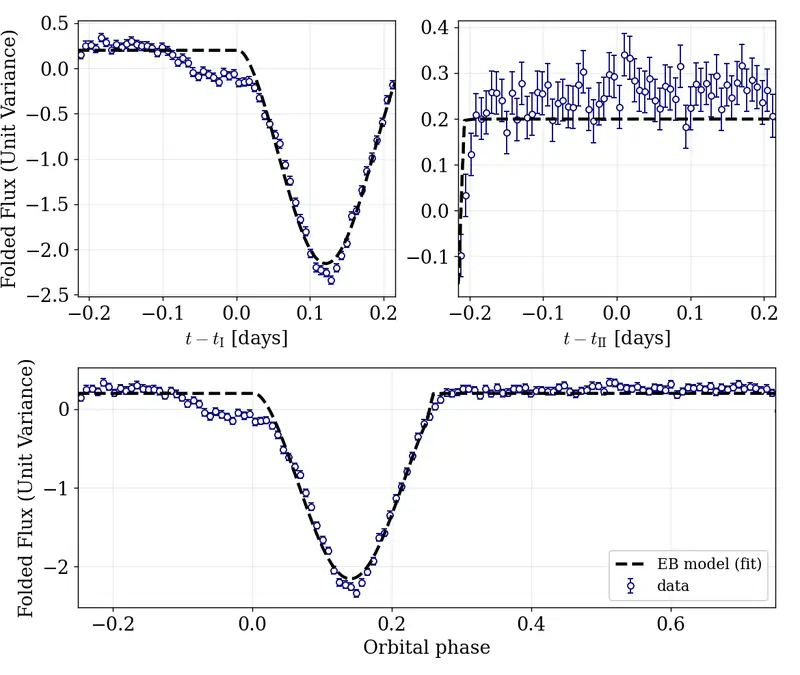 Folded Flux (Unit Variance)
0.5
0.0
−0.5
−1.0
−1.5
−2.0
−2.5
−0.2 −0.1 0.0 0.1 0.2
t − tI [days]
0.4
0.3
0.2
0.1
0.0
−0.1
−0.2 −0.1 0.0 0.1 0.2
t − tII [days]
Folded Flux (Unit Variance)
0
−1
−2
EB model (fit)
data
−0.2 0.0 0.2 0.4 0.6
Orbital phase